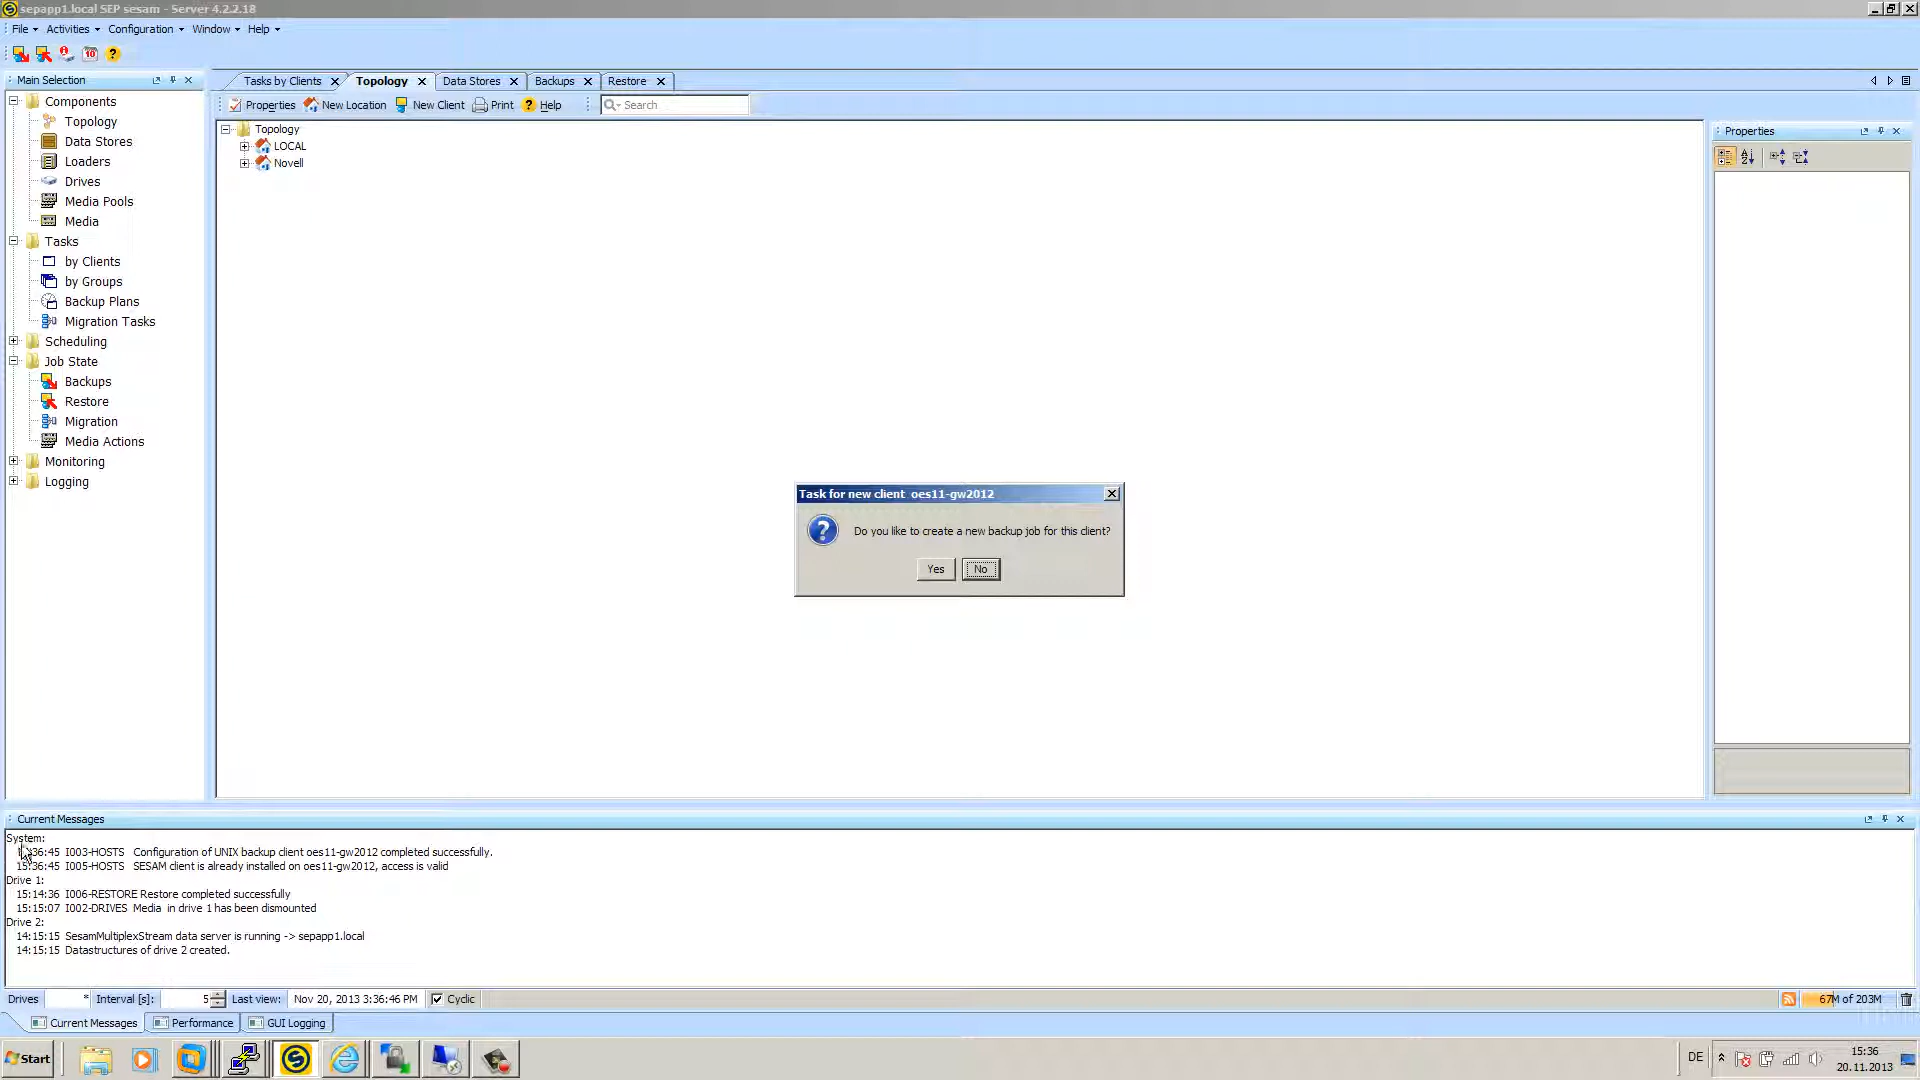 sepapp1.local SEP sesam - Server 4.2.2.18
File Activities Configuration Window Help
10
Main Selection
Tasks by Clients Topology Data Stores Backups Restore
Properties New Location New Client Print Help Search
Components
Topology
Data Stores
Loaders
Drives
Media Pools
Media
Tasks
by Clients
by Groups
Backup Plans
Migration Tasks
Scheduling
Job State
Backups
Restore
Migration
Media Actions
Monitoring
Logging
Topology
LOCAL
Novell
Properties
Task for new client oes11-gw2012
Do you like to create a new backup job for this client?
Yes No
Current Messages
System:
15:36:45 I003-HOSTS Configuration of UNIX backup client oes11-gw2012 completed successfully.
15:36:45 I005-HOSTS SESAM client is already installed on oes11-gw2012, access is valid
Drive 1:
15:14:36 I006-RESTORE Restore completed successfully
15:15:07 I002-DRIVES Media in drive 1 has been dismounted
Drive 2:
14:15:15 SesamMultiplexStream data server is running -> sepapp1.local
14:15:15 Datastructures of drive 2 created.
Drives * Interval [s]: 5 Last view: Nov 20, 2013 3:36:46 PM Cyclic 67M of 203M
Current Messages Performance GUI Logging
Start DE 15:36
20.11.2013